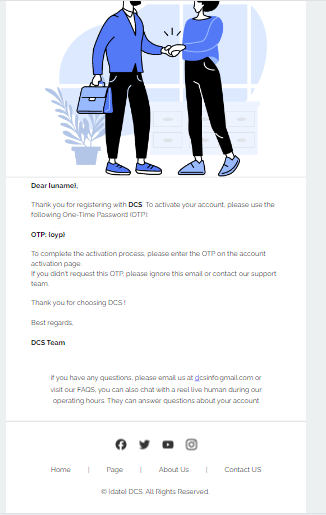 Dear {uname},
Thank you for registering with DCS To activate your account, please use the
following One-Time Password (OTP):
OTP: {oyp}
To complete the activation process, please enter the OTP on the account
activation page.
If you didn't request this OTP, please ignore this email or contact our support
team.
Thank you for choosing DCS !
Best regards,
DCS Team
If you have any questions, please email us at dcsinfo@gmail.com or
visit our FAQS, you can also chat with a reel live human during our
operating hours. They can answer questions about your account
Home | Page | About Us | Contact US
© {date} DCS. All Rights Reserved.